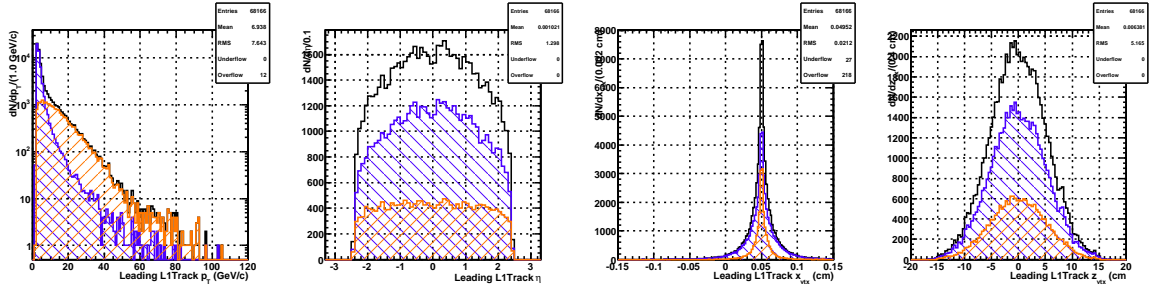 Entries 68166
Mean 6.938
RMS 7.643
Underflow 0
Overflow 12
dN/dp_T/(1.0 GeV/c)
10^4
10^3
10^2
10
1
0 20 40 60 80 100 120
Leading L1Track p_T (GeV/c)
Entries 68166
Mean 0.001021
RMS 1.298
Underflow 0
Overflow 0
1600
1400
1200
1000
800
600
400
200
0
-3 -2 -1 0 1 2 3
Leading L1Track η
Entries 68166
Mean 0.04952
RMS 0.0212
Underflow 27
Overflow 218
9000
8000
7000
6000
5000
4000
3000
2000
1000
0
-0.15 -0.1 -0.05 0 0.05 0.1 0.15
Leading L1Track x_vtx (cm)
Entries 68166
Mean 0.006381
RMS 5.165
Underflow 0
Overflow 0
2200
2000
1800
1600
1400
1200
1000
800
600
400
200
0
-20 -15 -10 -5 0 5 10 15 20
Leading L1Track z_vtx (cm)